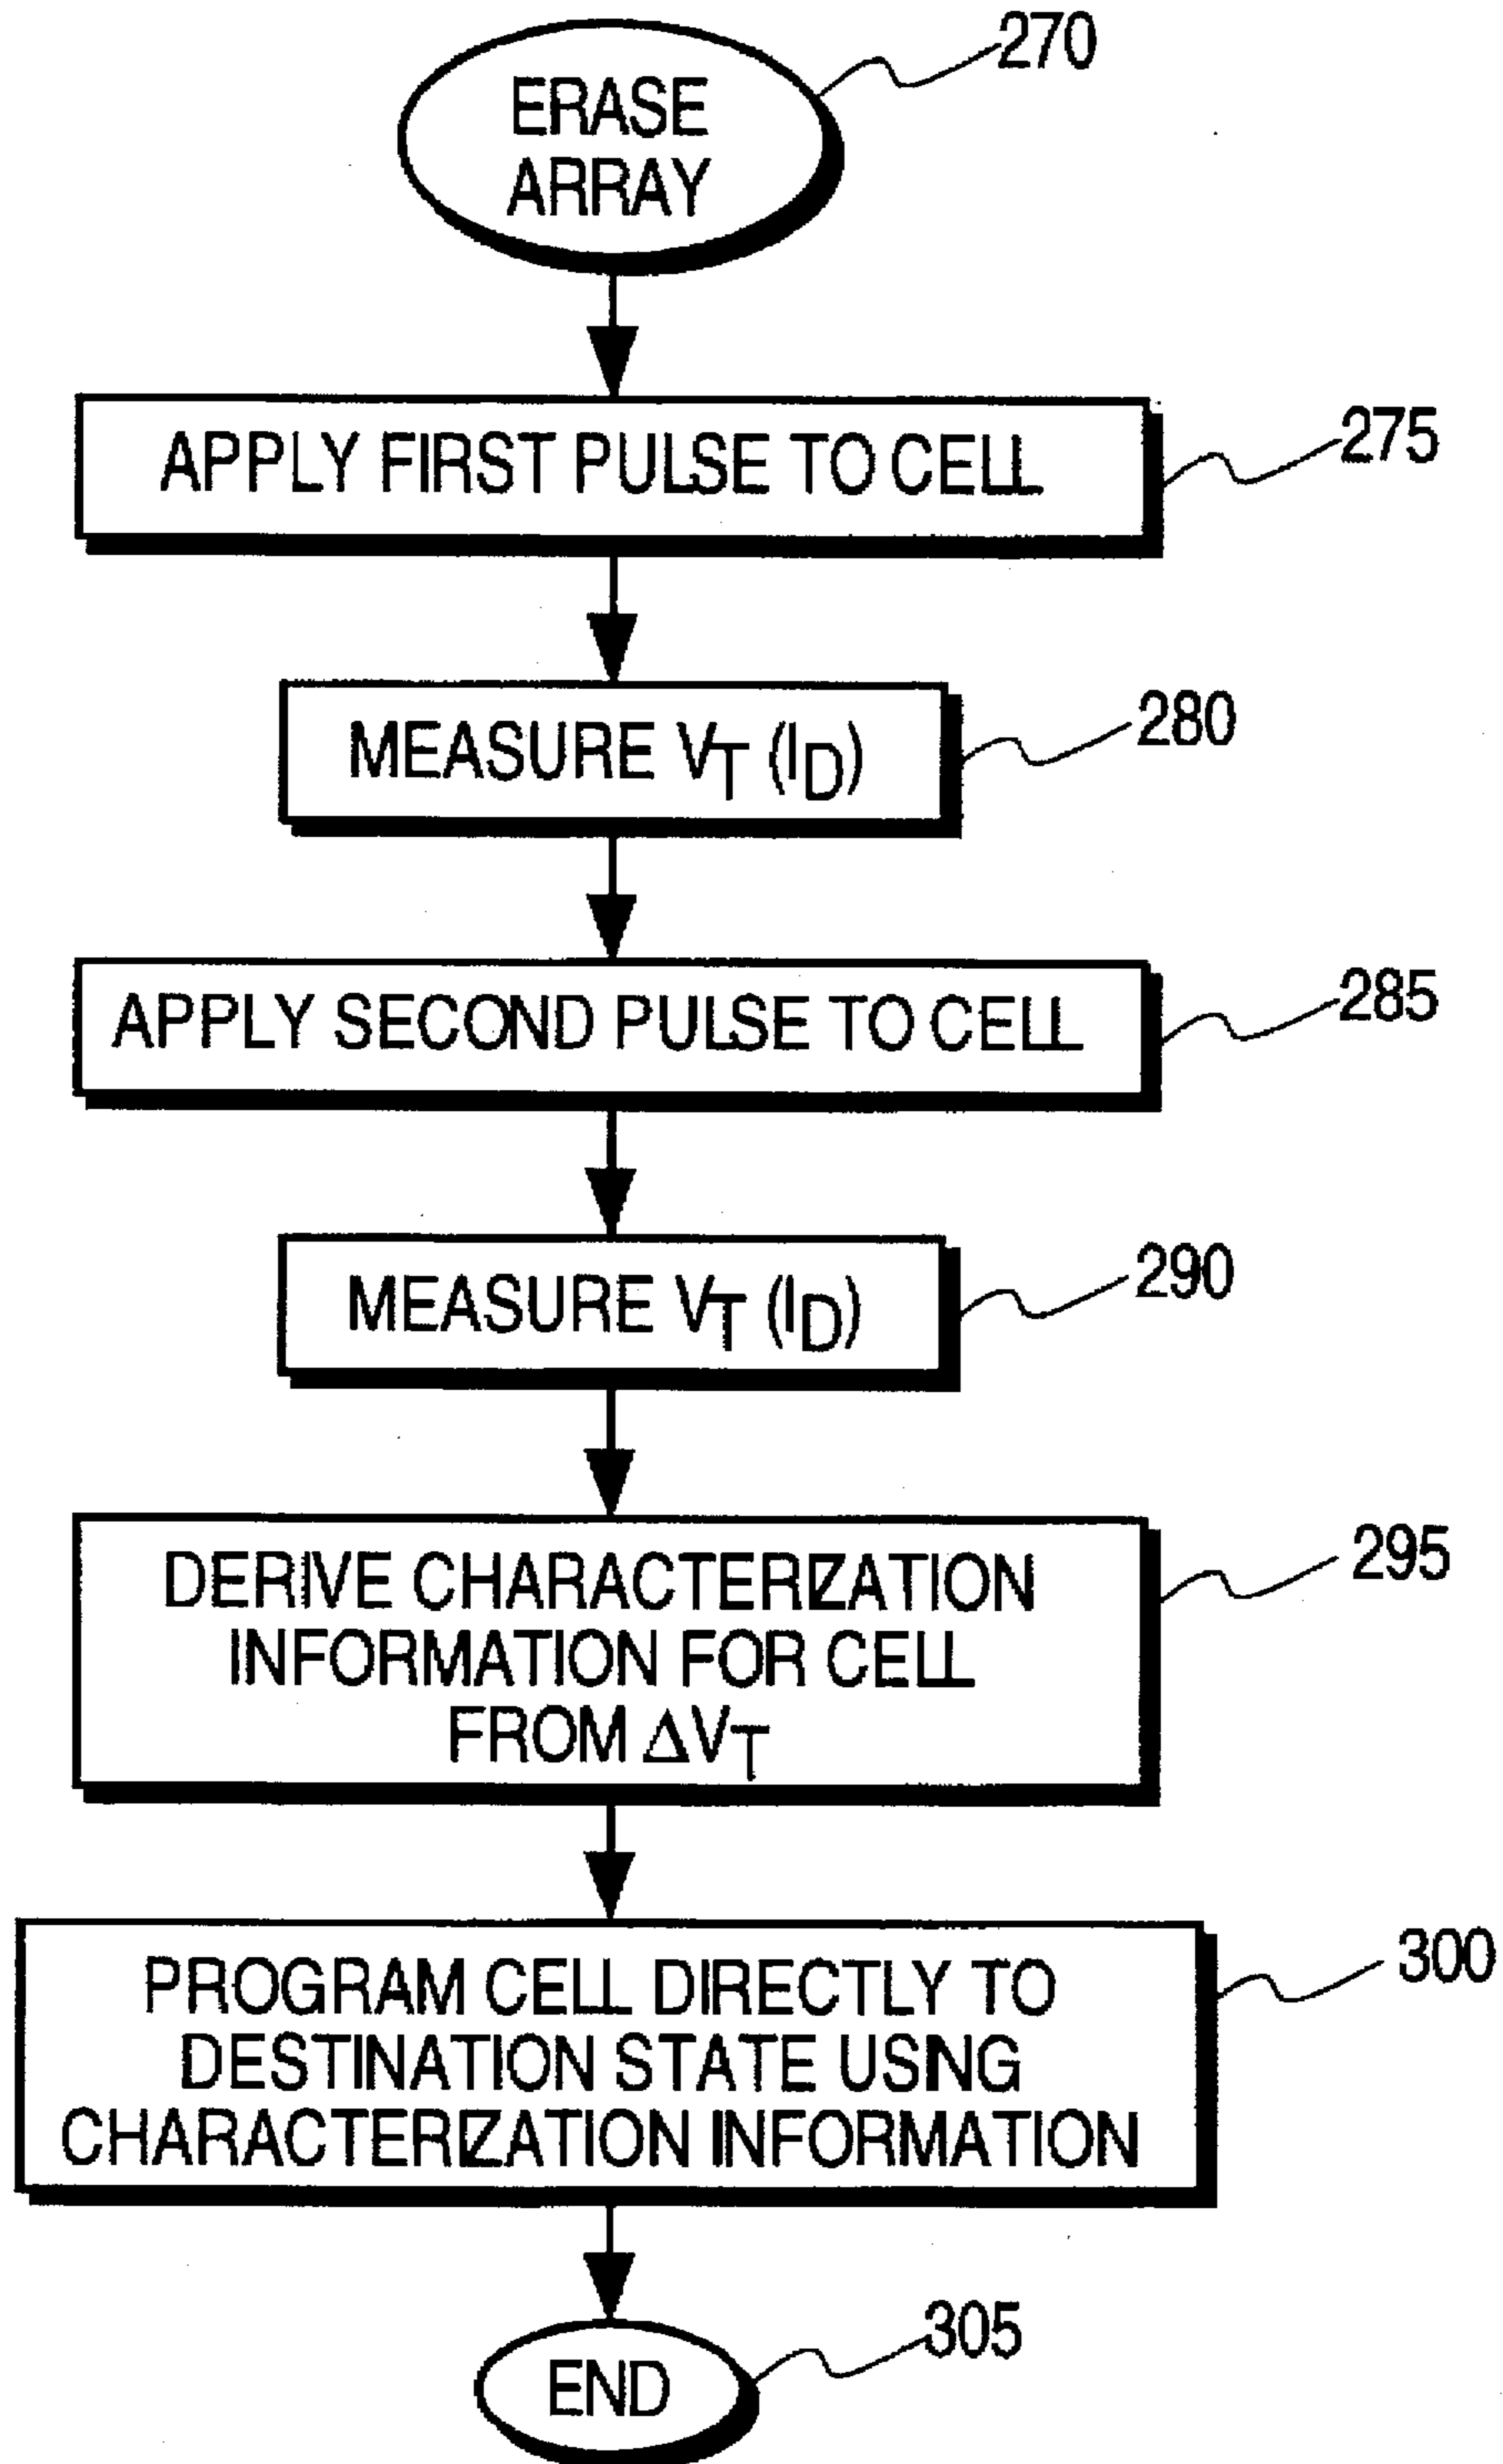 270
ERASE
ARRAY
APPLY FIRST PULSE TO CELL
275
MEASURE VT (ID)
280
APPLY SECOND PULSE TO CELL
285
MEASURE VT (ID)
290
DERIVE CHARACTERIZATION
INFORMATION FOR CELL
FROM ΔVT
295
PROGRAM CELL DIRECTLY TO
DESTINATION STATE USING
CHARACTERIZATION INFORMATION
300
END
305